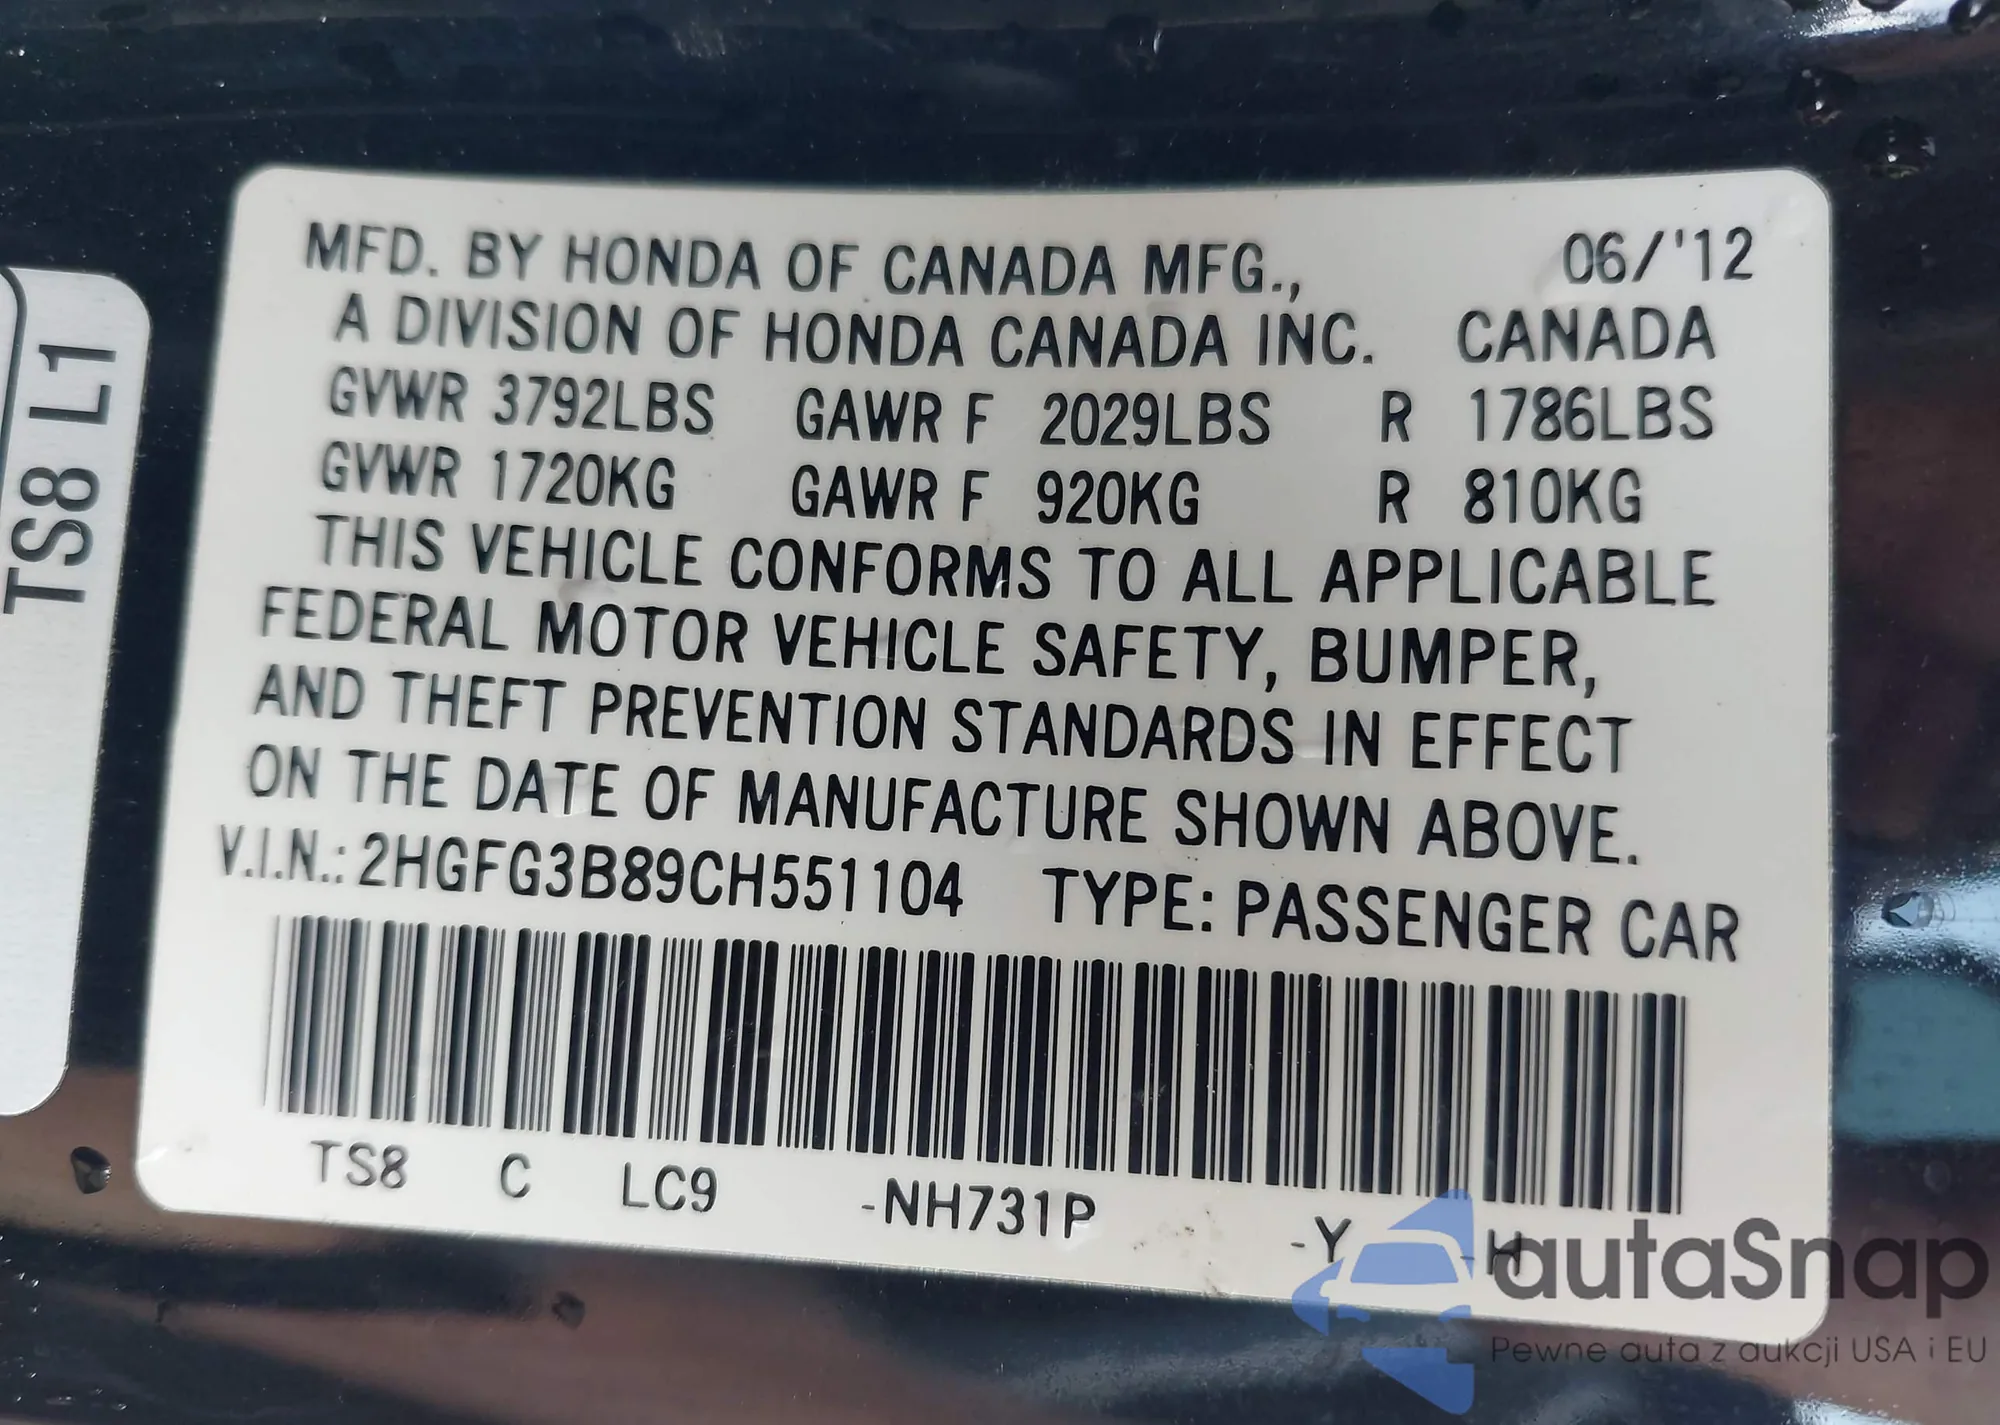 MFD. BY HONDA OF CANADA MFG., 06/'12
A DIVISION OF HONDA CANADA INC. CANADA
GVWR 3792LBS GAWR F 2029LBS R 1786LBS
GVWR 1720KG GAWR F 920KG R 810KG
THIS VEHICLE CONFORMS TO ALL APPLICABLE
FEDERAL MOTOR VEHICLE SAFETY, BUMPER,
AND THEFT PREVENTION STANDARDS IN EFFECT
ON THE DATE OF MANUFACTURE SHOWN ABOVE.
V.I.N.: 2HGFG3B89CH551104 TYPE: PASSENGER CAR
TS8 C LC9 -NH731P -Y -H
TS8 L1
autaSnap
Pewne auta z aukcji USA i EU